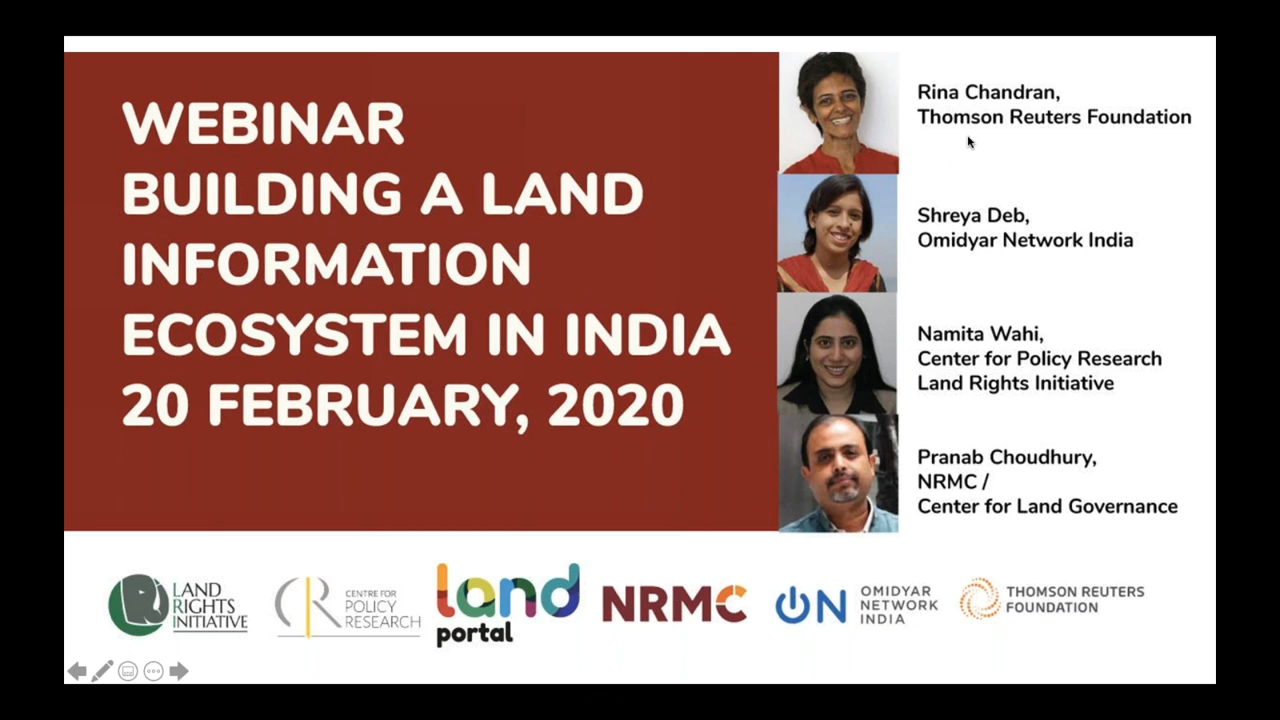 WEBINAR
BUILDING A LAND
INFORMATION
ECOSYSTEM IN INDIA
20 FEBRUARY, 2020
Rina Chandran,
Thomson Reuters Foundation
Shreya Deb,
Omidyar Network India
Namita Wahi,
Center for Policy Research
Land Rights Initiative
Pranab Choudhury,
NRMC /
Center for Land Governance
LAND
RIGHTS
INITIATIVE
CENTRE FOR
POLICY
RESEARCH
land
portal
NRMC
ON
OMIDYAR
NETWORK
INDIA
THOMSON REUTERS
FOUNDATION